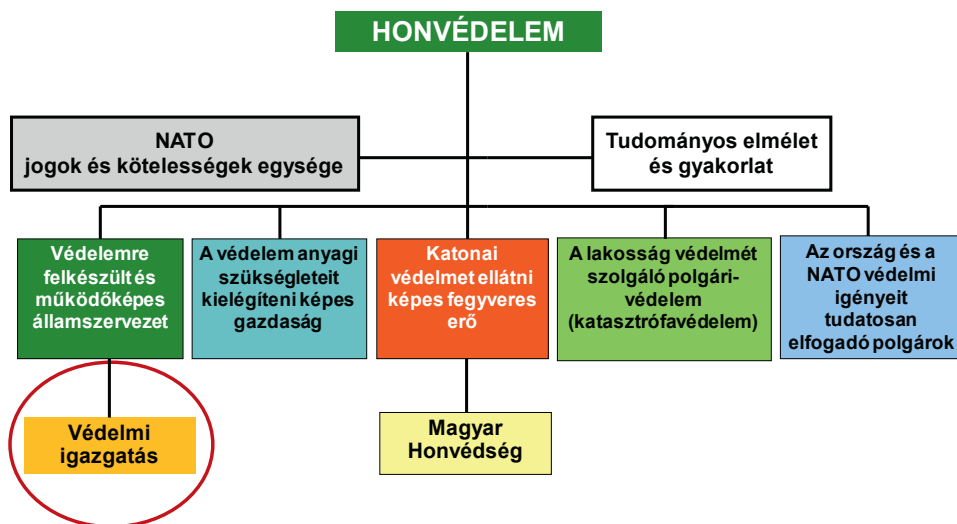 HONVÉDELEM
NATO
jogok és kötelességek egysége
Tudományos elmélet
és gyakorlat
Védelemre
felkészült és
működőképes
államszervezet
A védelem anyagi
szükségleteit
kielégíteni képes
gazdaság
Katonai
védelmet ellátni
képes fegyveres
erő
A lakosság védelmét
szolgáló polgári-
védelem
(katasztrófavédelem)
Az ország és a
NATO védelmi
igényeit
tudatosan
elfogadó polgárok
Védelmi
igazgatás
Magyar
Honvédség